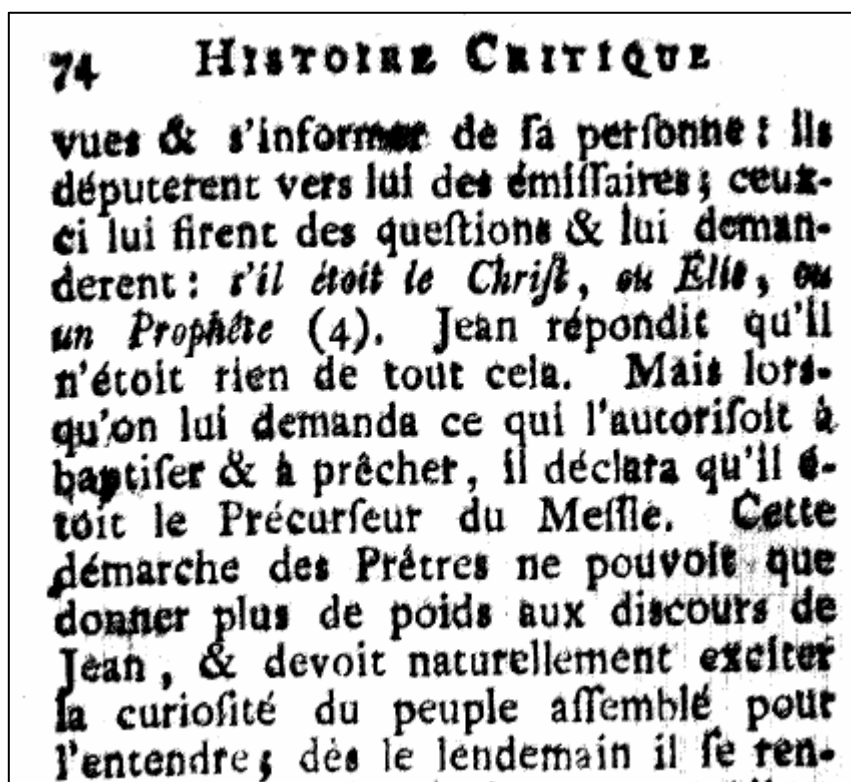 74 HISTOIRE CRITIQUE
vues & s'informer de ſa perſonne : ils
députerent vers lui des émiſſaires ; ceux-
ci lui firent des queſtions & lui deman-
derent : s'il étoit le Chriſt, ou Élie, ou
un Prophête (4). Jean répondit qu'il
n'étoit rien de tout cela. Mais lors-
qu'on lui demanda ce qui l'autoriſoit à
baptiſer & à prêcher, il déclara qu'il é-
toit le Précurſeur du Meſſie. Cette
démarche des Prêtres ne pouvoit que
donner plus de poids aux discours de
Jean, & devoit naturellement exciter
la curioſité du peuple aſſemblé pour
l'entendre ; dès le lendemain il ſe ren-